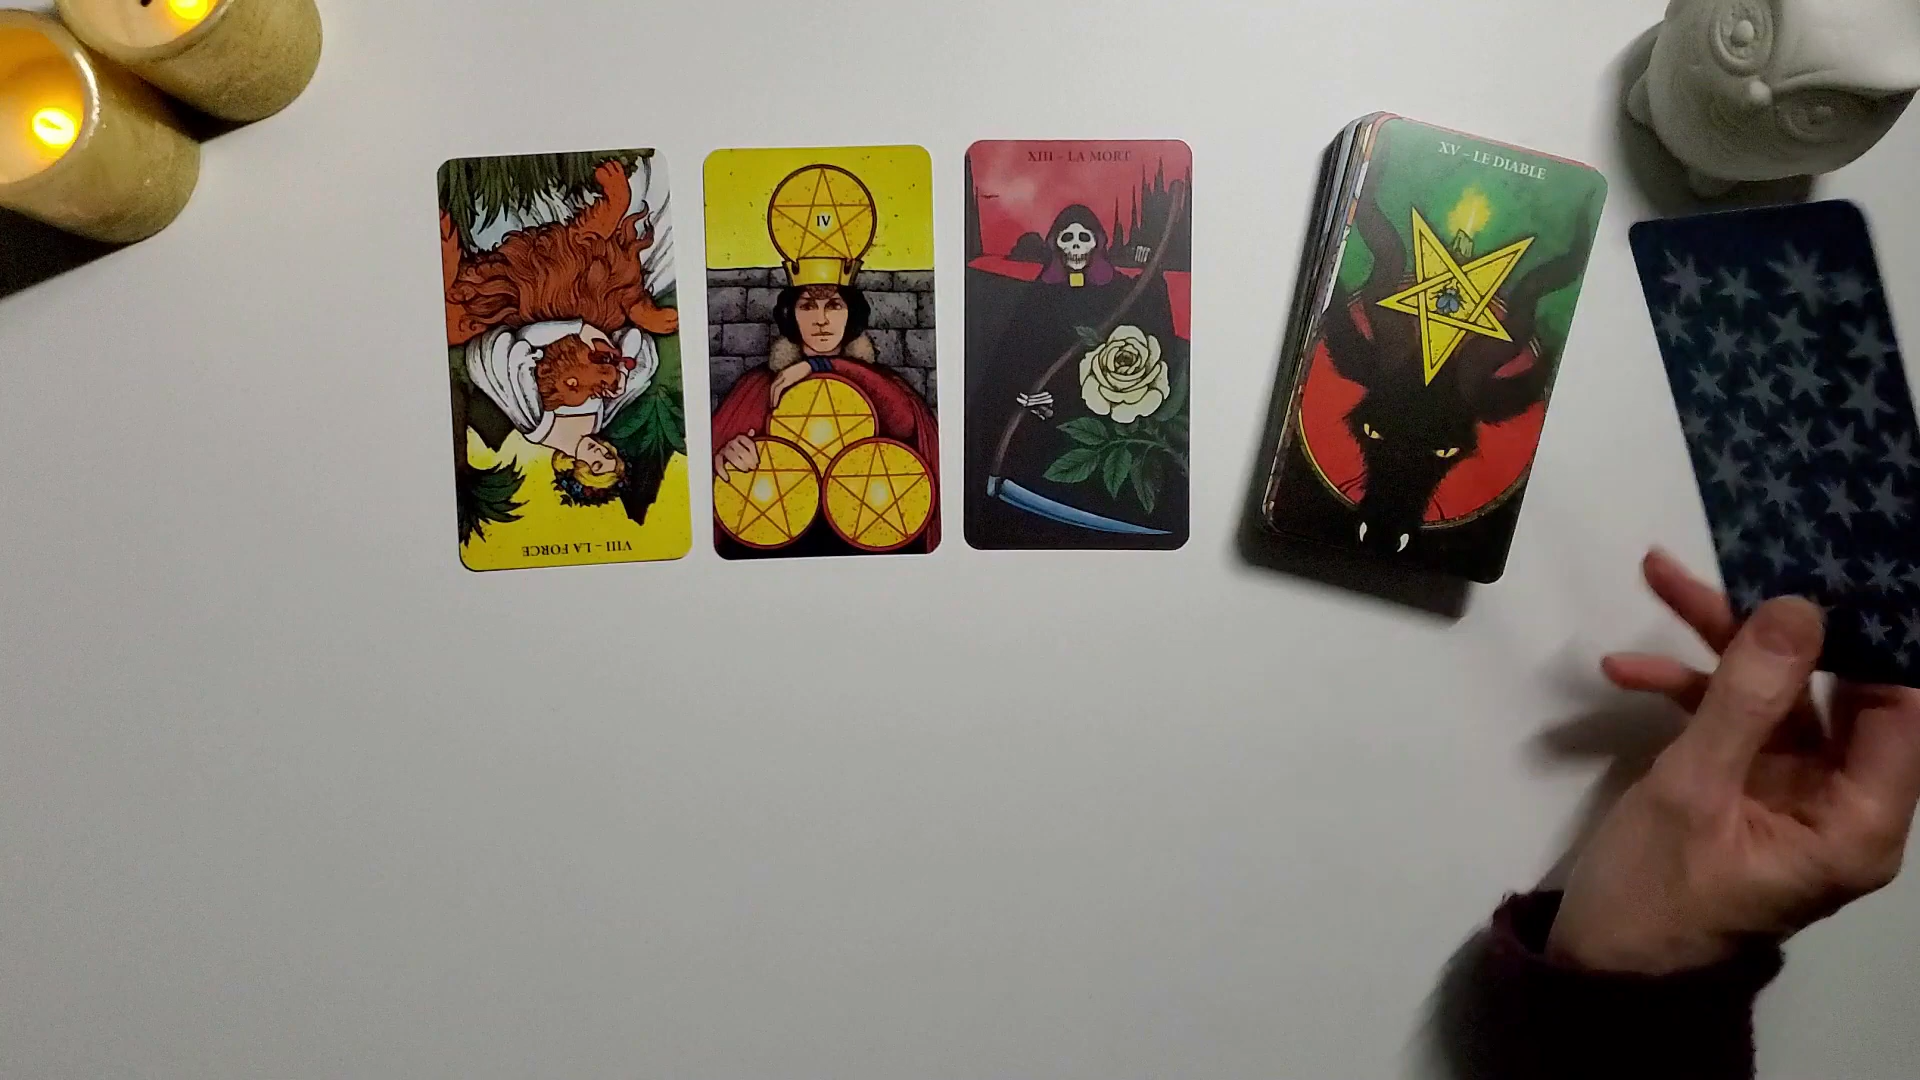 VIII – LA FORCE
IV
XIII – LA MORT
XV – LE DIABLE